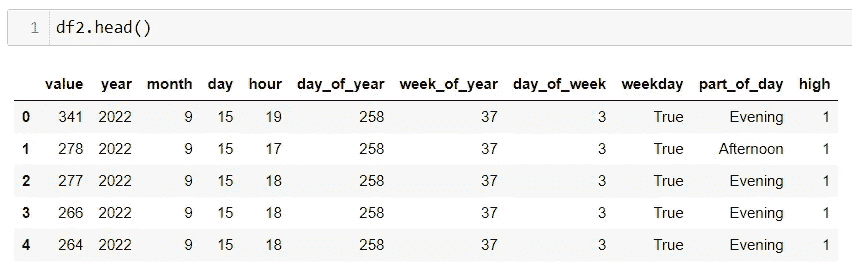 1 df2.head()
value year month day hour day_of_year week_of_year day_of_week weekday part_of_day high
0 341 2022 9 15 19 258 37 3 True Evening 1
1 278 2022 9 15 17 258 37 3 True Afternoon 1
2 277 2022 9 15 18 258 37 3 True Evening 1
3 266 2022 9 15 18 258 37 3 True Evening 1
4 264 2022 9 15 18 258 37 3 True Evening 1